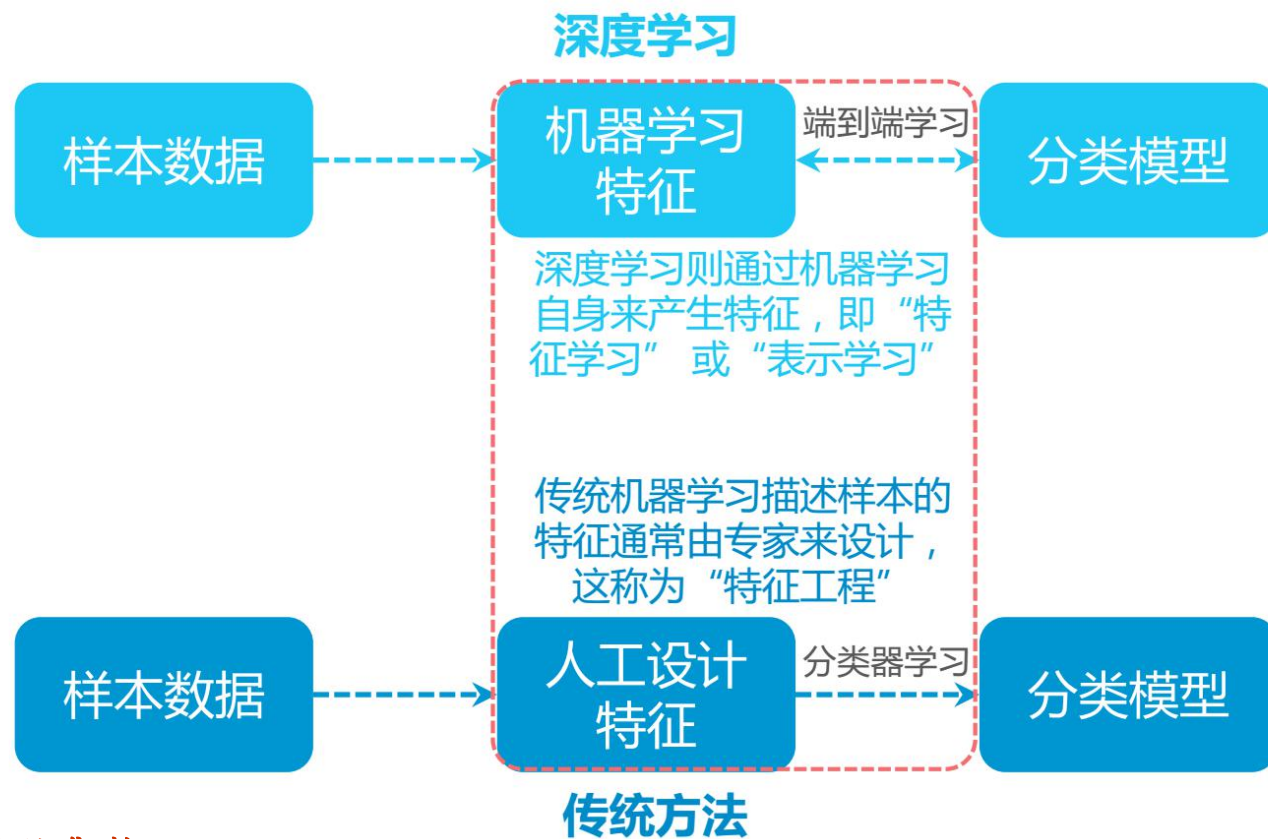 深度学习
样本数据
机器学习
特征
端到端学习
分类模型
深度学习则通过机器学习
自身来产生特征，即“特
征学习” 或“表示学习”
传统机器学习描述样本的
特征通常由专家来设计，
这称为“特征工程”
样本数据
人工设计
特征
分类器学习
分类模型
传统方法